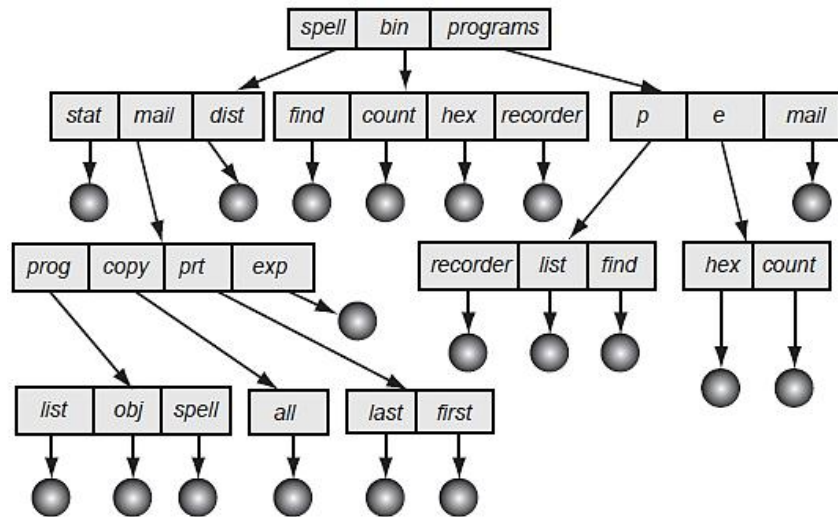 spell bin programs
stat mail dist find count hex recorder p e mail
prog copy prt exp recorder list find hex count
list obj spell all last first